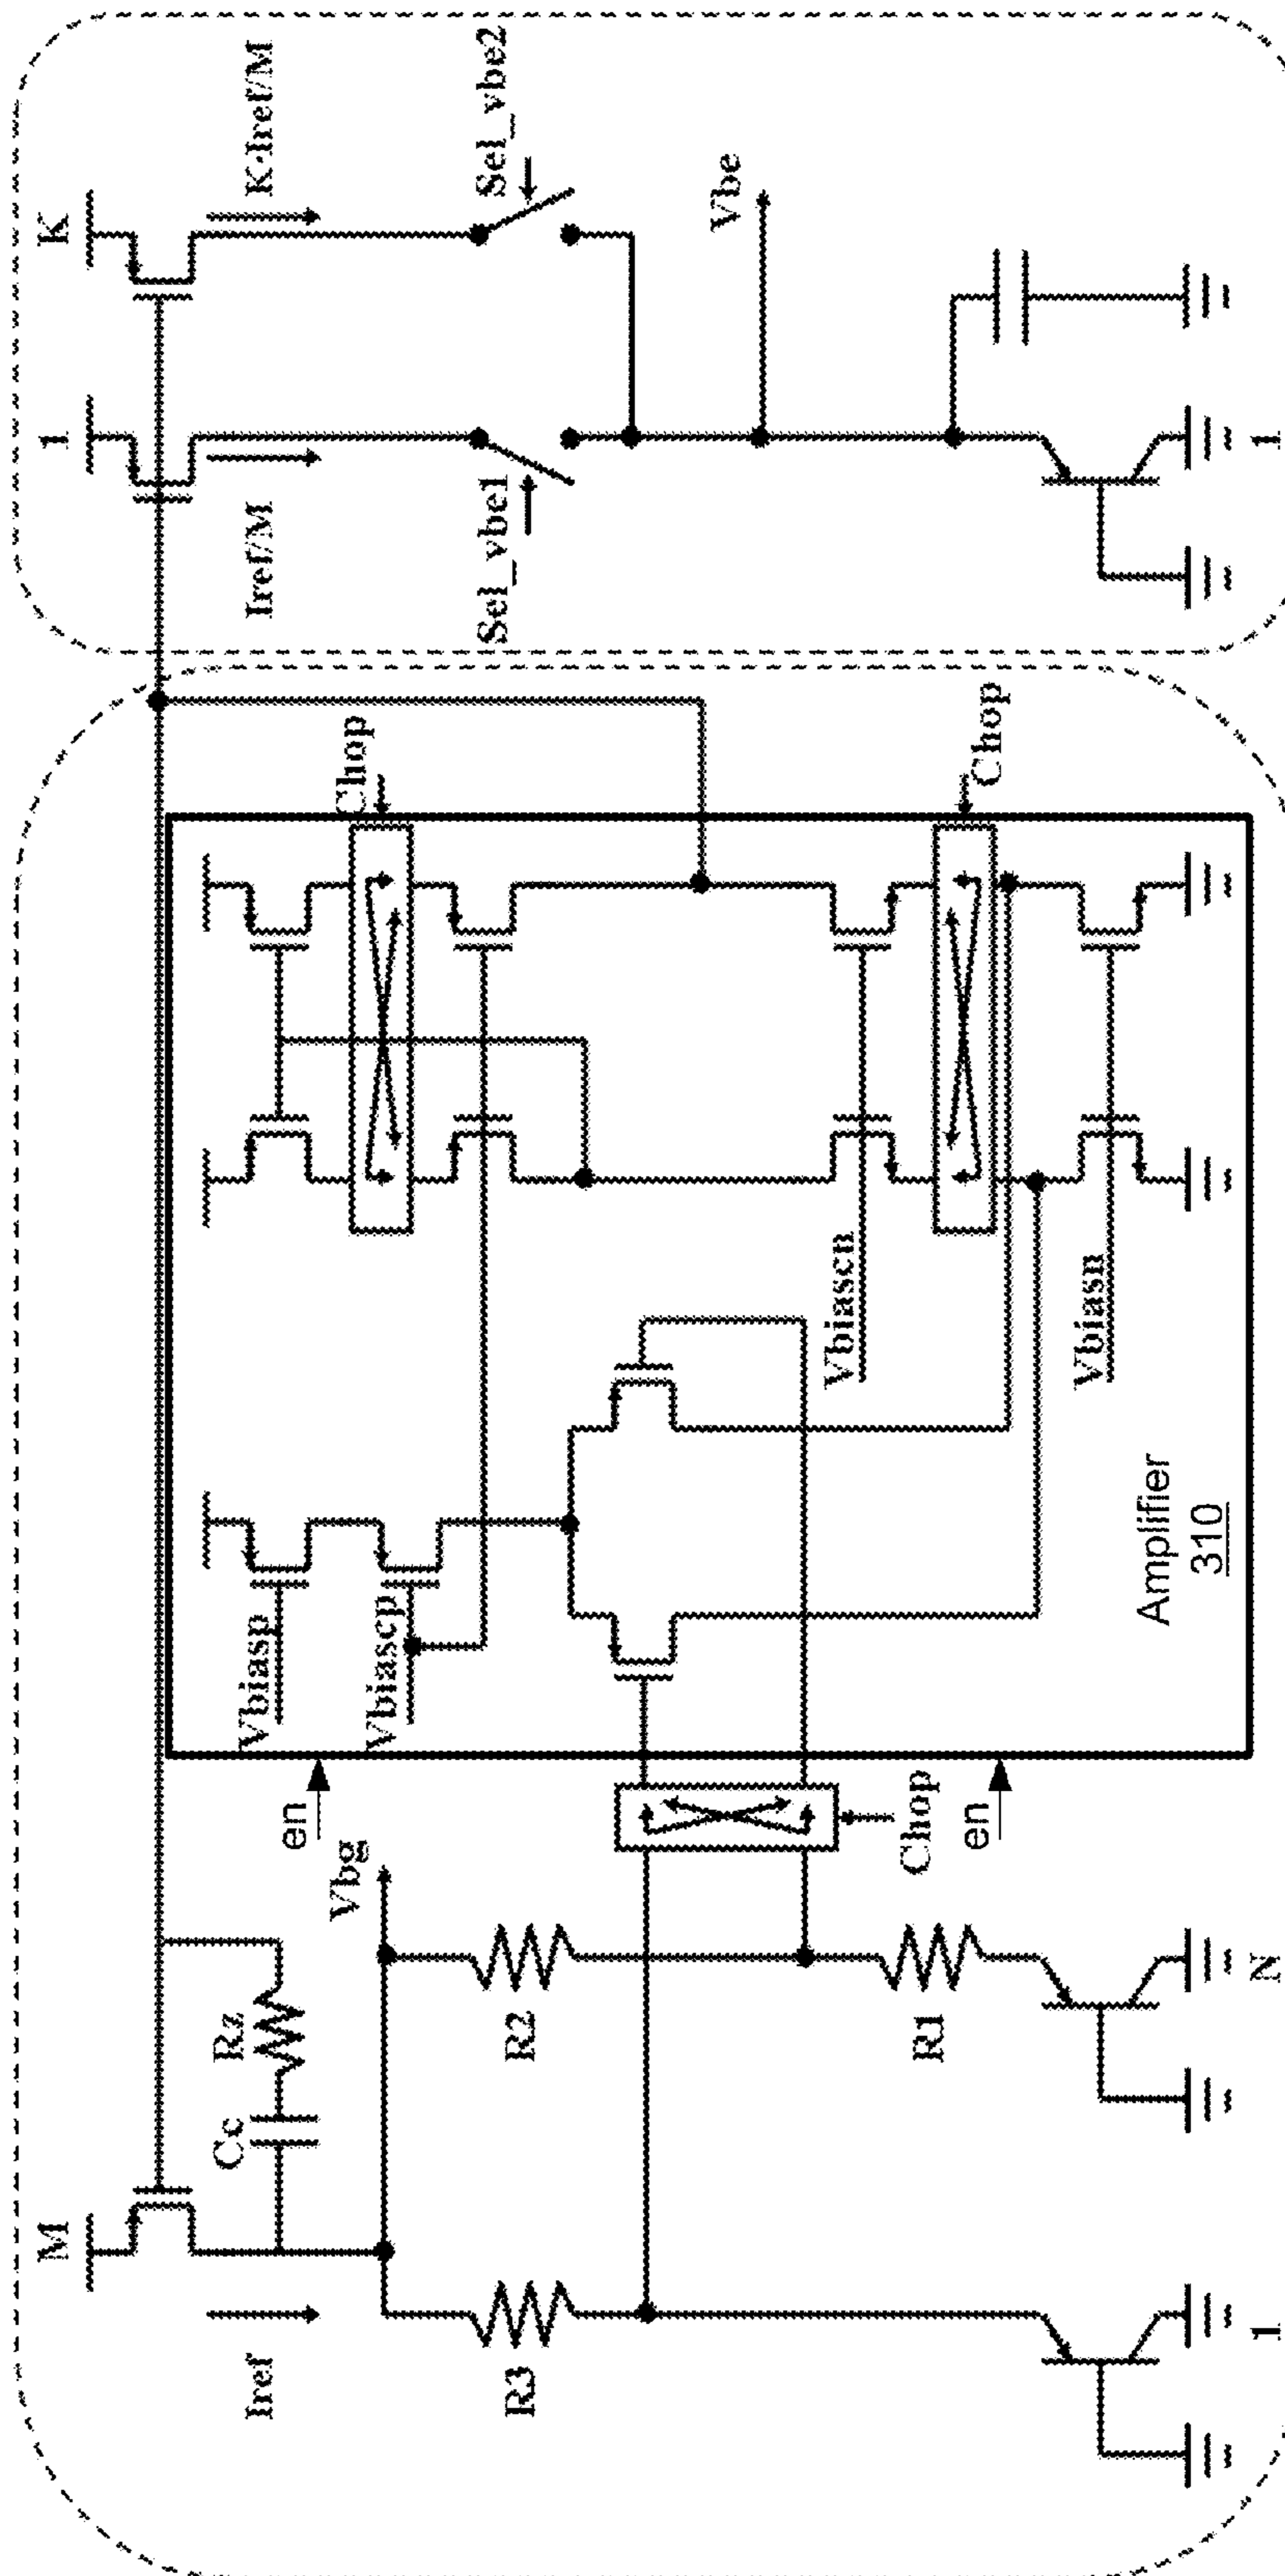 M
1
K
Iref
Cc
Rz
Vbg
en
Vbiasp
Vbiascp
Chop
Iref/M
K·Iref/M
Sel_vbe1
Sel_vbe2
Vbe
R3
R2
R1
Chop
en
Vbiascn
Vbiasn
Chop
Amplifier
310
1
N
1